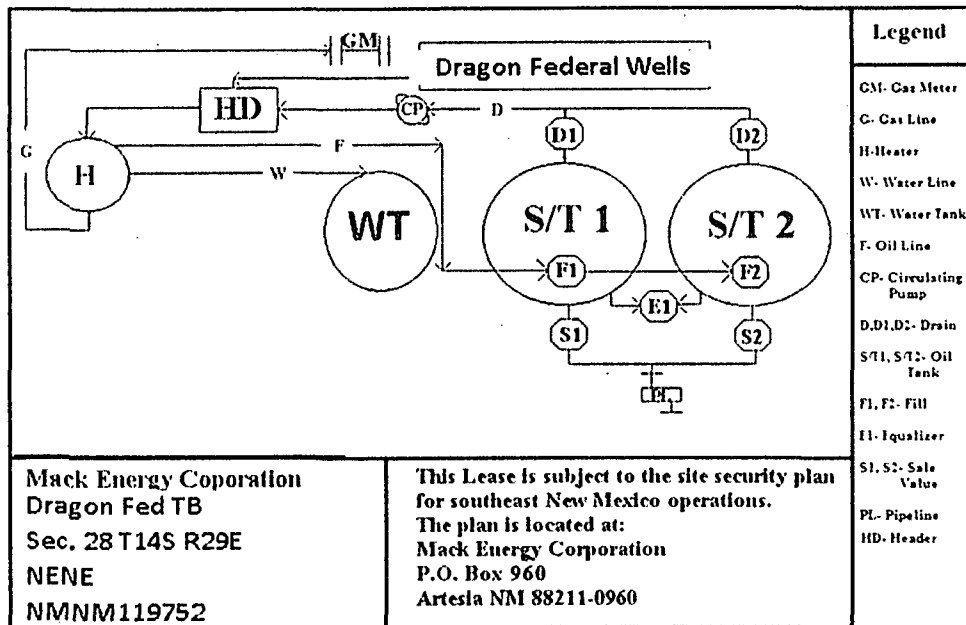 GM
Dragon Federal Wells
HD
CP
D
D1
D2
G
H
F
W
WT
S/T 1
S/T 2
F1
F2
E1
S1
S2
Legend
GM- Gas Meter
G- Gas Line
H-Heater
W- Water Line
WT- Water Tank
F- Oil Line
CP- Circulating
Pump
D,D1,D2- Drain
S/T1, S/T2- Oil
Tank
F1, F2- Fill
E1- Equalizer
S1, S2- Sale
Value
PL- Pipeline
HD- Header
Mack Energy Coporation
Dragon Fed TB
Sec. 28 T14S R29E
NENE
NMNM119752
This Lease is subject to the site security plan
for southeast New Mexico operations.
The plan is located at:
Mack Energy Corporation
P.O. Box 960
Artesia NM 88211-0960